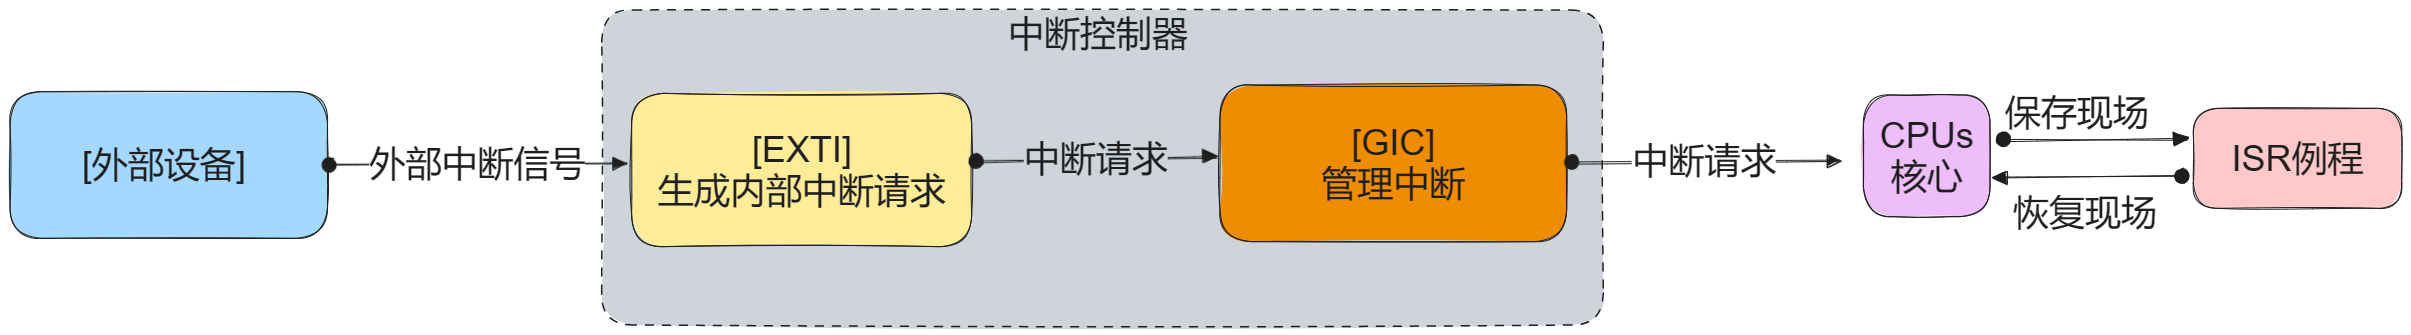 中断控制器
[外部设备]
外部中断信号
[EXTI]
生成内部中断请求
中断请求
[GIC]
管理中断
中断请求
CPUs
核心
保存现场
恢复现场
ISR例程